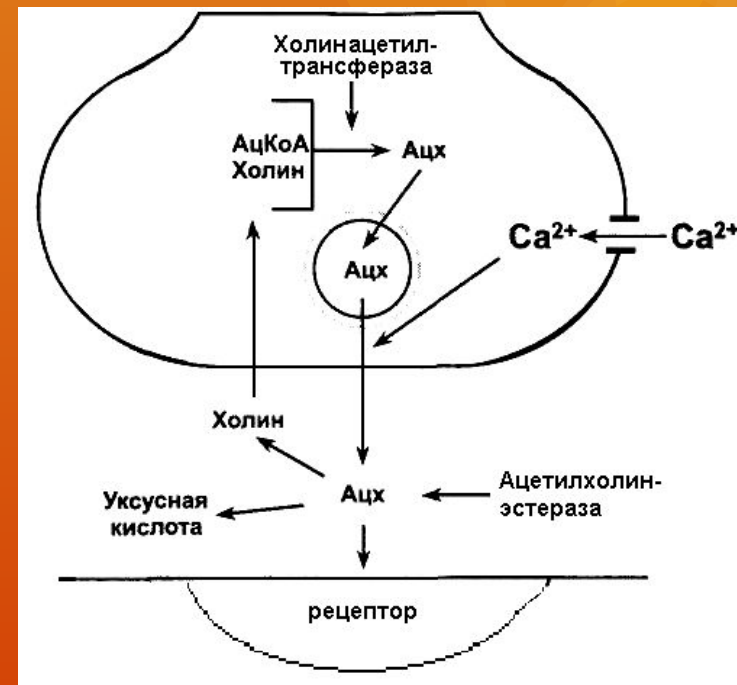 Холинацетил-
трансфераза
АцКоА
Холин
Ацх
Ацх
Ca²⁺
Ca²⁺
Холин
Ацх
Уксусная
кислота
Ацетилхолин-
эстераза
рецептор